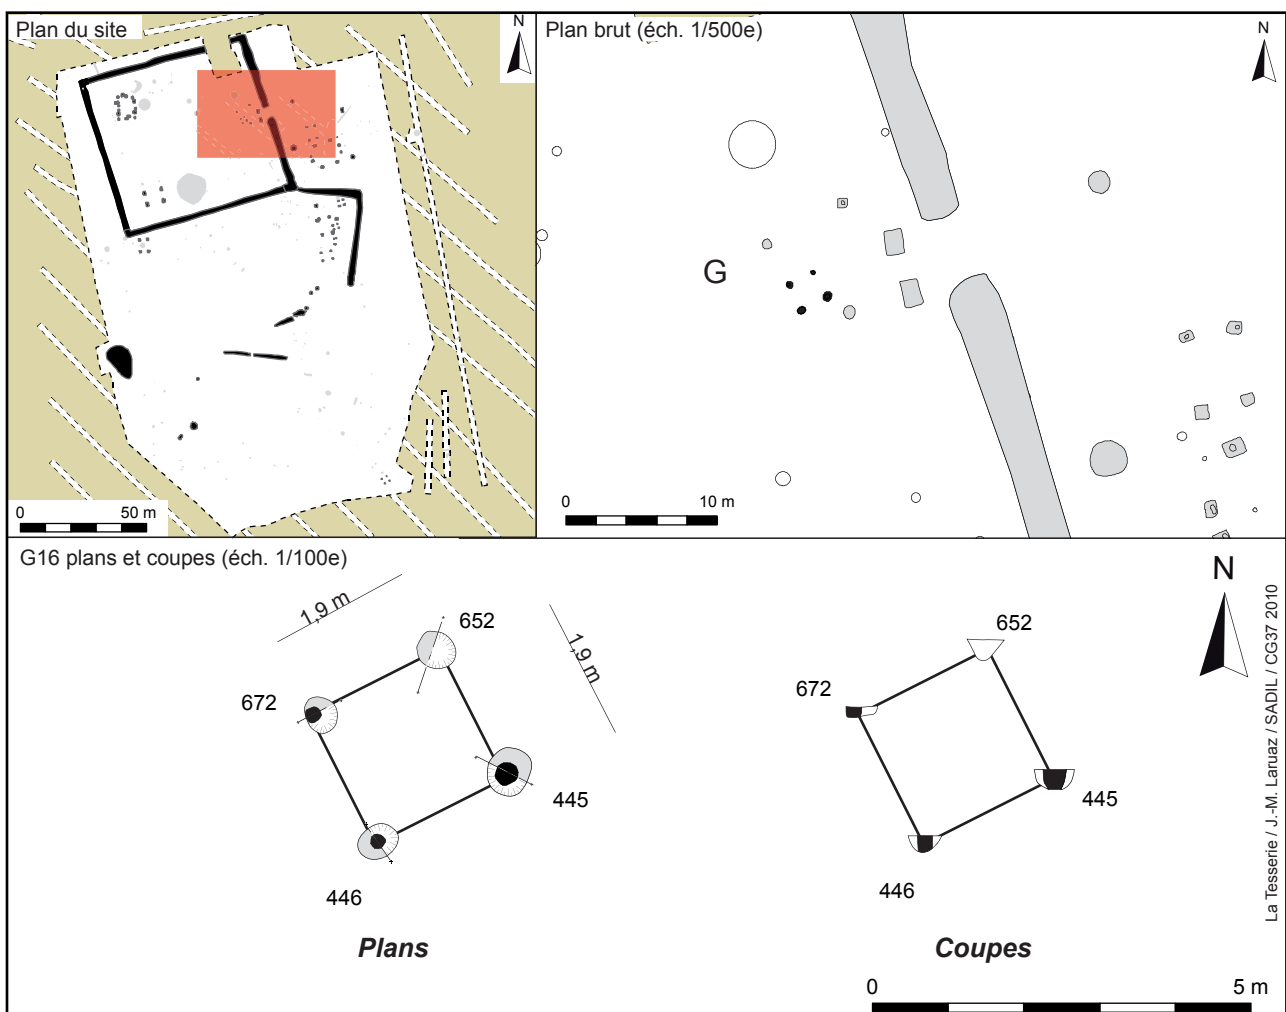 Plan du site
N
0
50 m
Plan brut (éch. 1/500e)
N
G
0
10 m
G16 plans et coupes (éch. 1/100e)
1,9 m
1,9 m
652
672
445
446
Plans
652
672
445
446
Coupes
N
0
5 m
La Tesserie / J.-M. Laruaz / SADIL / CG37 2010